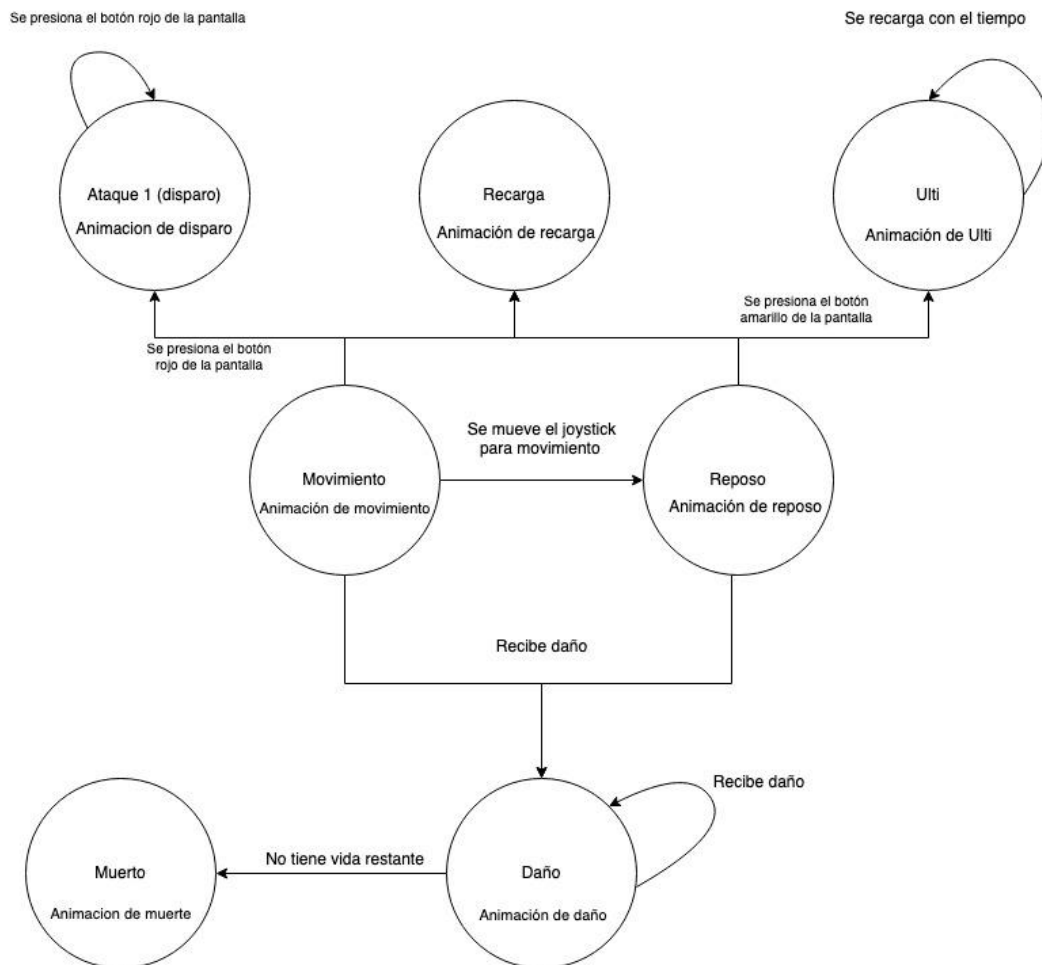 Se presiona el botón rojo de la pantalla
Se recarga con el tiempo
Ataque 1 (disparo)
Animacion de disparo
Recarga
Animación de recarga
Ulti
Animación de Ulti
Se presiona el botón
rojo de la pantalla
Se presiona el botón
amarillo de la pantalla
Se mueve el joystick
para movimiento
Movimiento
Animación de movimiento
Reposo
Animación de reposo
Recibe daño
Recibe daño
No tiene vida restante
Muerto
Animacion de muerte
Daño
Animación de daño